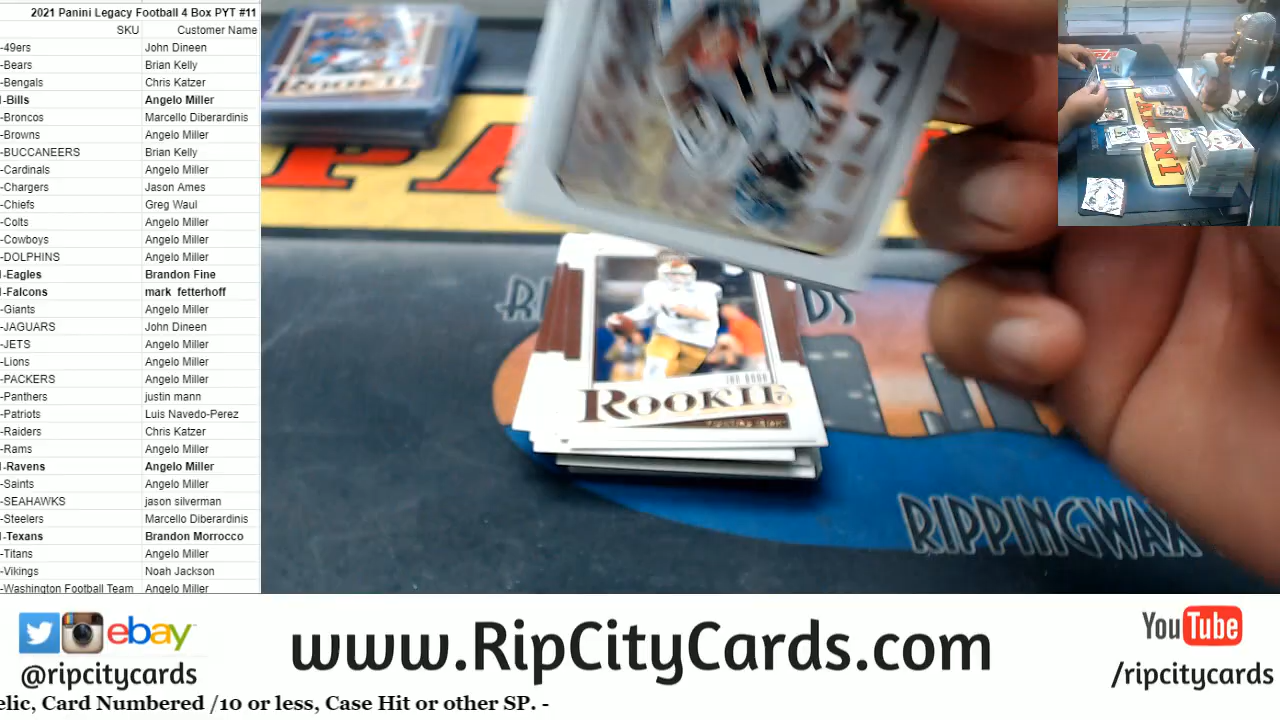 2021 Panini Legacy Football 4 Box PYT #11
SKU Customer Name
-49ers John Dineen
-Bears Brian Kelly
-Bengals Chris Katzer
-Bills Angelo Miller
-Broncos Marcello Diberardinis
-Browns Angelo Miller
-BUCCANEERS Brian Kelly
-Cardinals Angelo Miller
-Chargers Jason Ames
-Chiefs Greg Waul
-Colts Angelo Miller
-Cowboys Angelo Miller
-DOLPHINS Angelo Miller
-Eagles Brandon Fine
-Falcons mark fetterhoff
-Giants Angelo Miller
-JAGUARS John Dineen
-JETS Angelo Miller
-Lions Angelo Miller
-PACKERS Angelo Miller
-Panthers justin mann
-Patriots Luis Navedo-Perez
-Raiders Chris Katzer
-Rams Angelo Miller
-Ravens Angelo Miller
-Saints Angelo Miller
-SEAHAWKS jason silverman
-Steelers Marcello Diberardinis
-Texans Brandon Morrocco
-Titans Angelo Miller
-Vikings Noah Jackson
-Washington Football Team Angelo Miller
ROOKIE
LEGACY
PANINI
IAN BOOK
ROOKIE
RIPPINGWAX
ebay
@ripcitycards
www.RipCityCards.com
YouTube
/ripcitycards
elic, Card Numbered /10 or less, Case Hit or other SP. -